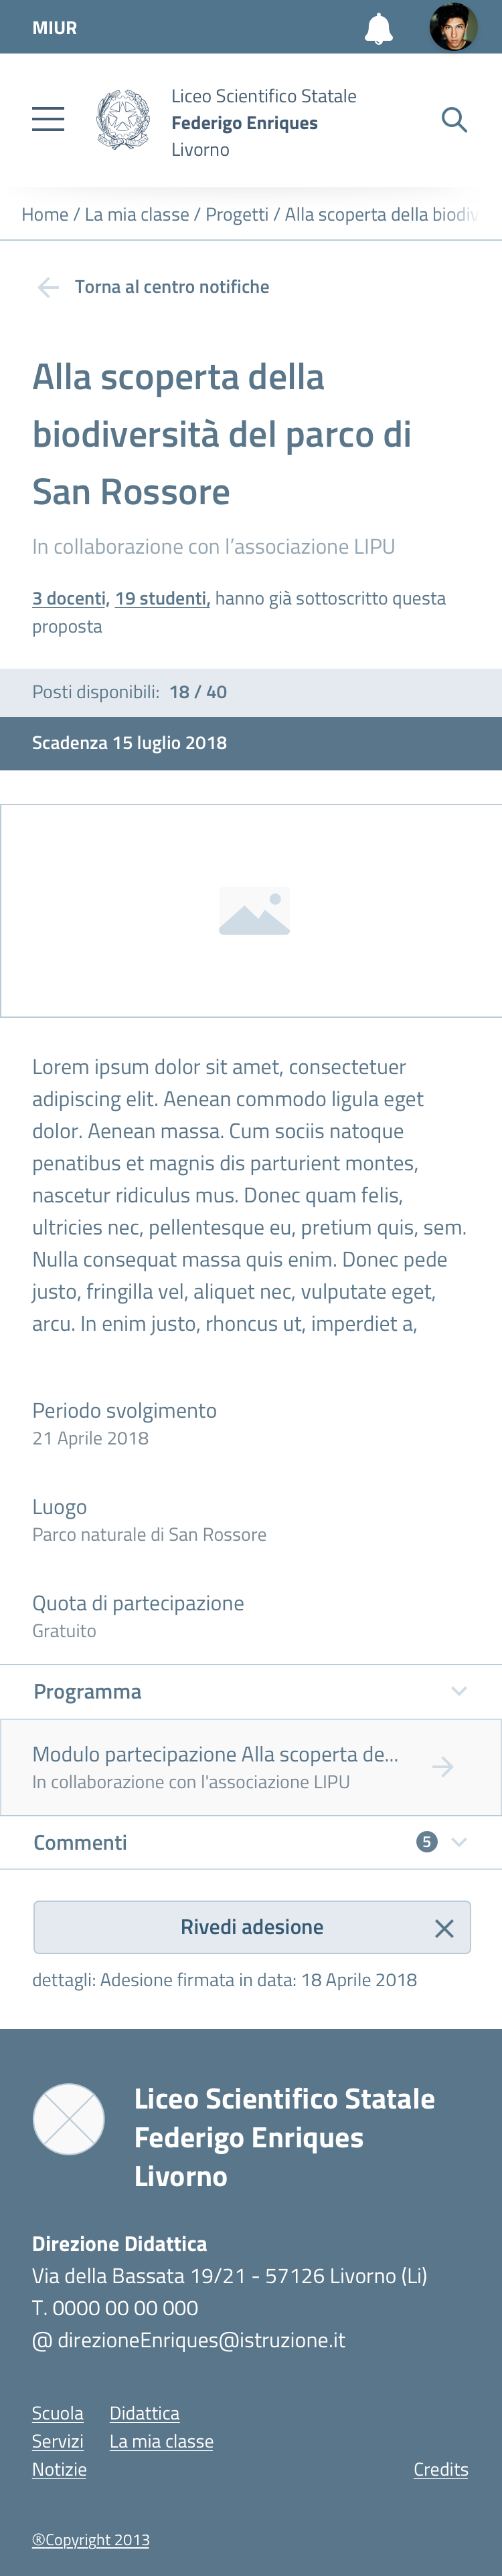 MIUR
Liceo Scientifico Statale
Federigo Enriques
Livorno
Home / La mia classe / Progetti / Alla scoperta della biodiv
Torna al centro notifiche
Alla scoperta della
biodiversità del parco di
San Rossore
In collaborazione con l’associazione LIPU
3 docenti, 19 studenti, hanno già sottoscritto questa
proposta
Posti disponibili: 18 / 40
Scadenza 15 luglio 2018
Lorem ipsum dolor sit amet, consectetuer
adipiscing elit. Aenean commodo ligula eget
dolor. Aenean massa. Cum sociis natoque
penatibus et magnis dis parturient montes,
nascetur ridiculus mus. Donec quam felis,
ultricies nec, pellentesque eu, pretium quis, sem.
Nulla consequat massa quis enim. Donec pede
justo, fringilla vel, aliquet nec, vulputate eget,
arcu. In enim justo, rhoncus ut, imperdiet a,
Periodo svolgimento
21 Aprile 2018
Luogo
Parco naturale di San Rossore
Quota di partecipazione
Gratuito
Programma
Modulo partecipazione Alla scoperta de...
In collaborazione con l'associazione LIPU
Commenti 5
Rivedi adesione
dettagli: Adesione firmata in data: 18 Aprile 2018
Liceo Scientifico Statale
Federigo Enriques
Livorno
Direzione Didattica
Via della Bassata 19/21 - 57126 Livorno (Li)
T. 0000 00 00 000
@ direzioneEnriques@istruzione.it
Scuola Didattica
Servizi La mia classe
Notizie Credits
®Copyright 2013